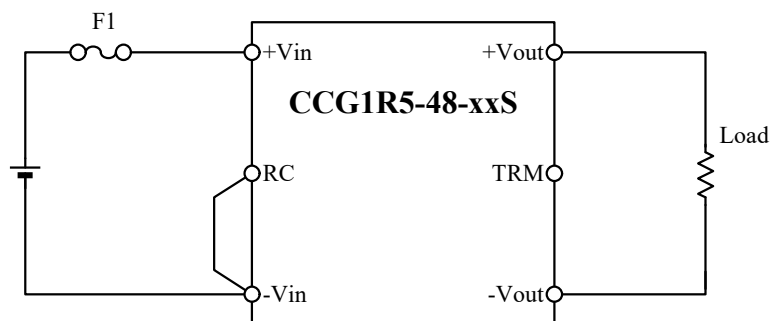 F1
+Vin
+Vout
CCG1R5-48-xxS
Load
RC
TRM
-Vin
-Vout